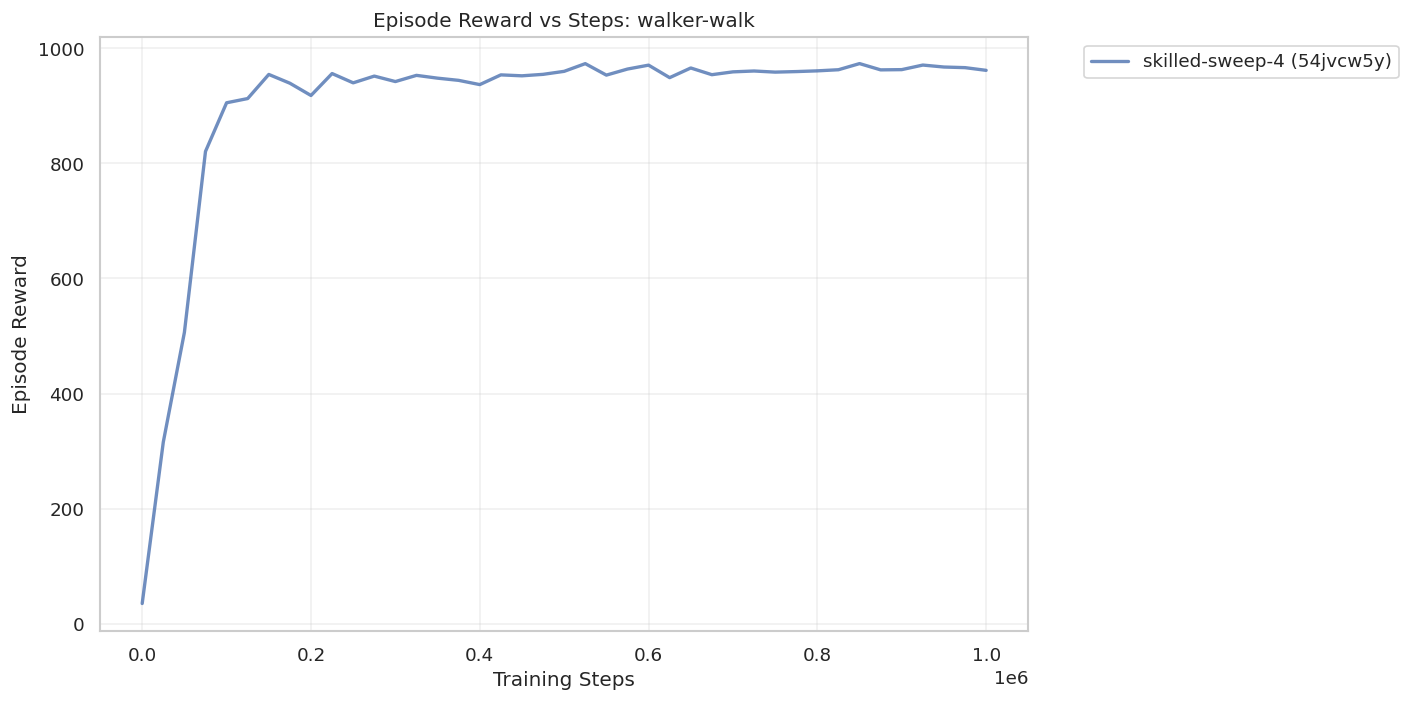 Episode Reward vs Steps: walker-walk
skilled-sweep-4 (54jvcw5y)
Episode Reward
1000
800
600
400
200
0
0.0 0.2 0.4 0.6 0.8 1.0
1e6
Training Steps